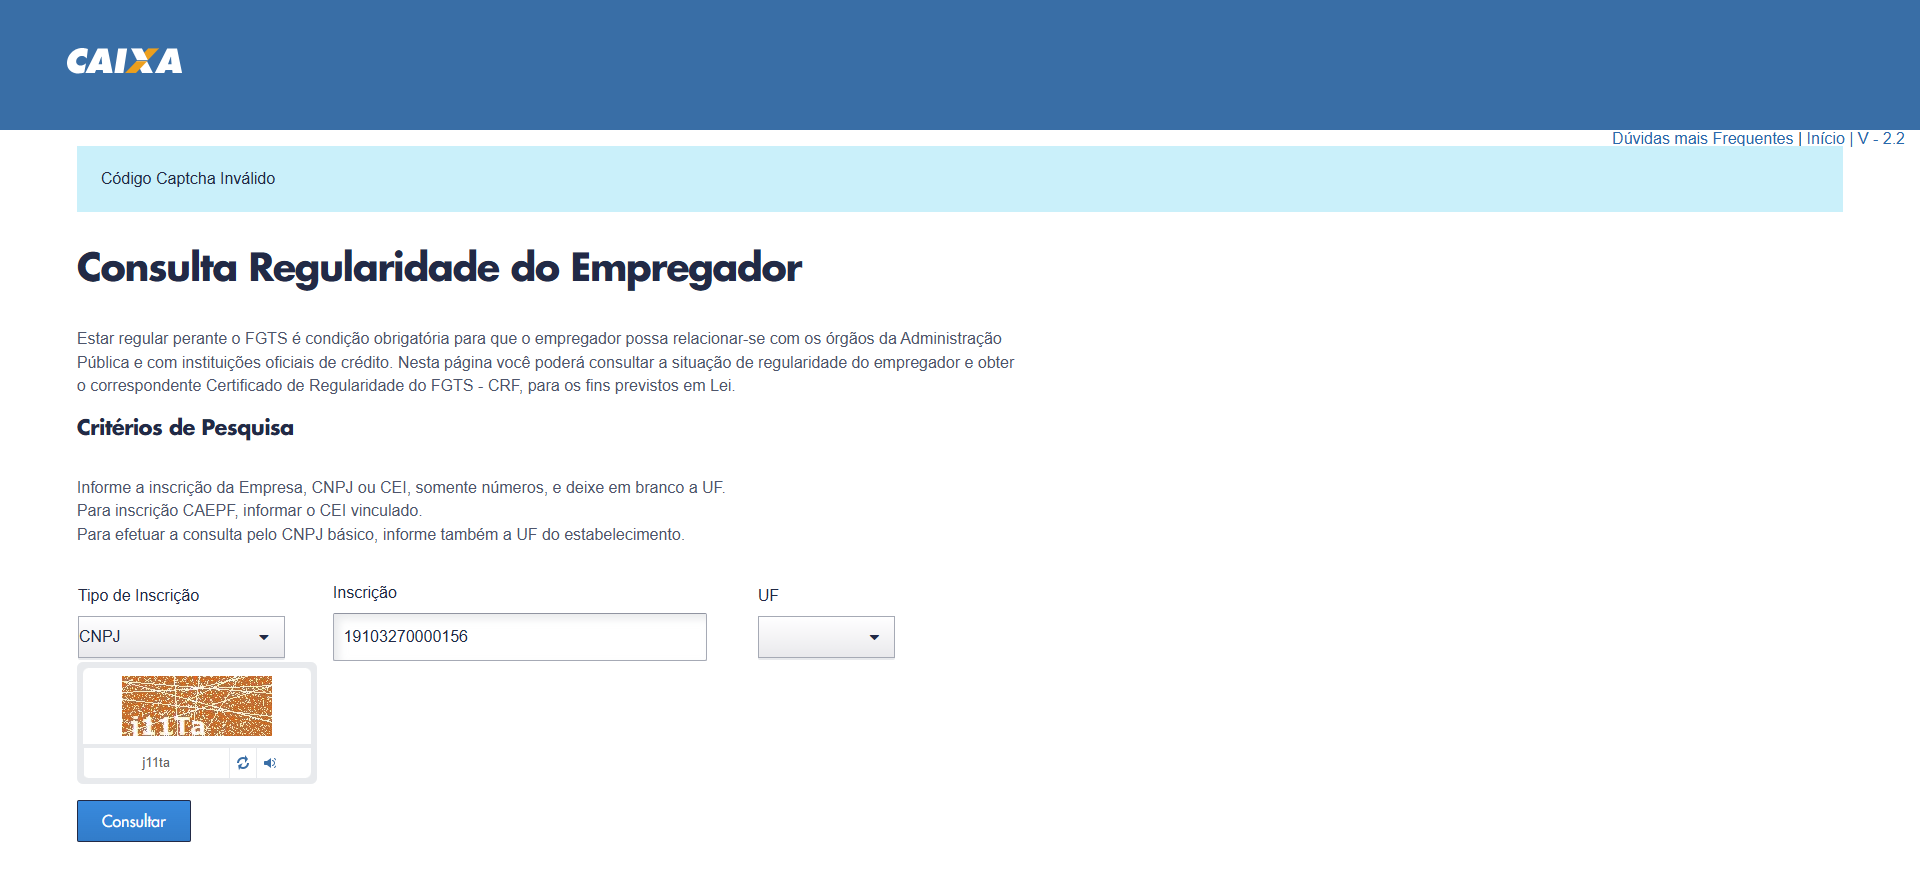 CAIXA
Dúvidas mais Frequentes | Início | V - 2.2
Código Captcha Inválido
Consulta Regularidade do Empregador
Estar regular perante o FGTS é condição obrigatória para que o empregador possa relacionar-se com os órgãos da Administração
Pública e com instituições oficiais de crédito. Nesta página você poderá consultar a situação de regularidade do empregador e obter
o correspondente Certificado de Regularidade do FGTS - CRF, para os fins previstos em Lei.
Critérios de Pesquisa
Informe a inscrição da Empresa, CNPJ ou CEI, somente números, e deixe em branco a UF.
Para inscrição CAEPF, informar o CEI vinculado.
Para efetuar a consulta pelo CNPJ básico, informe também a UF do estabelecimento.
Tipo de Inscrição
Inscrição
UF
CNPJ
19103270000156
j11Ta
j11ta
Consultar